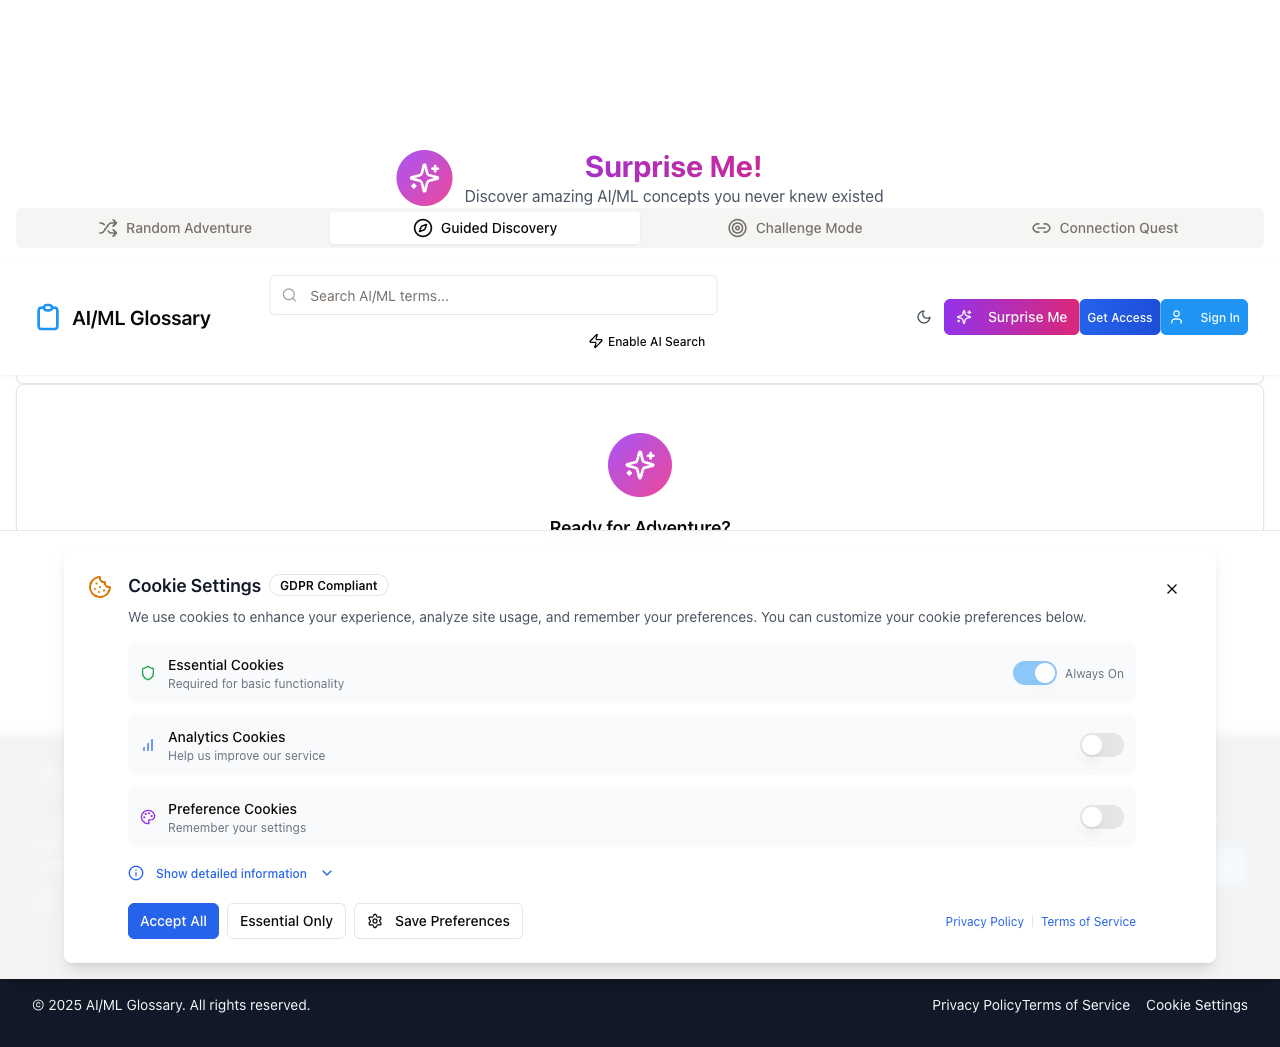 Surprise Me!
Discover amazing AI/ML concepts you never knew existed
Random Adventure
Guided Discovery
Challenge Mode
Connection Quest
AI/ML Glossary
Search AI/ML terms...
Enable AI Search
Surprise Me
Get Access
Sign In
Ready for Adventure?
Cookie Settings
GDPR Compliant
We use cookies to enhance your experience, analyze site usage, and remember your preferences. You can customize your cookie preferences below.
Essential Cookies
Required for basic functionality
Always On
Analytics Cookies
Help us improve our service
Preference Cookies
Remember your settings
Show detailed information
Accept All
Essential Only
Save Preferences
Privacy Policy
Terms of Service
© 2025 AI/ML Glossary. All rights reserved.
Privacy PolicyTerms of Service
Cookie Settings